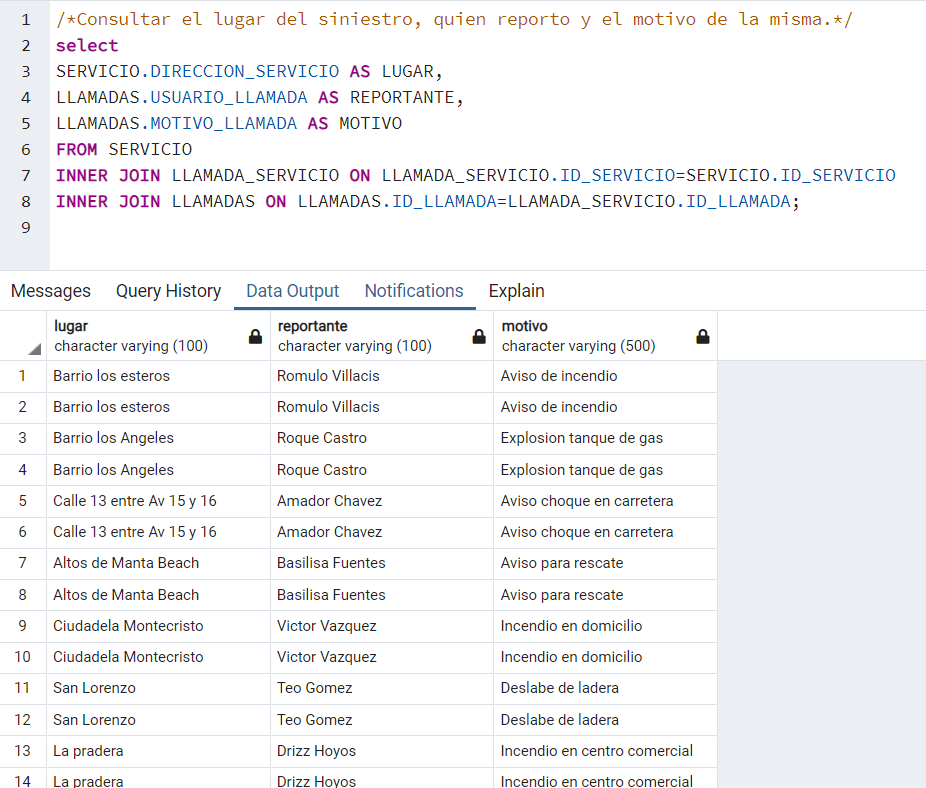 1 /*Consultar el lugar del siniestro, quien reporto y el motivo de la misma.*/
2 select
3 SERVICIO.DIRECCION_SERVICIO AS LUGAR,
4 LLAMADAS.USUARIO_LLAMADA AS REPORTANTE,
5 LLAMADAS.MOTIVO_LLAMADA AS MOTIVO
6 FROM SERVICIO
7 INNER JOIN LLAMADA_SERVICIO ON LLAMADA_SERVICIO.ID_SERVICIO=SERVICIO.ID_SERVICIO
8 INNER JOIN LLAMADAS ON LLAMADAS.ID_LLAMADA=LLAMADA_SERVICIO.ID_LLAMADA;
9
Messages Query History Data Output Notifications Explain
lugar reportante motivo
character varying (100) character varying (100) character varying (500)
1 Barrio los esteros Romulo Villacis Aviso de incendio
2 Barrio los esteros Romulo Villacis Aviso de incendio
3 Barrio los Angeles Roque Castro Explosion tanque de gas
4 Barrio los Angeles Roque Castro Explosion tanque de gas
5 Calle 13 entre Av 15 y 16 Amador Chavez Aviso choque en carretera
6 Calle 13 entre Av 15 y 16 Amador Chavez Aviso choque en carretera
7 Altos de Manta Beach Basilisa Fuentes Aviso para rescate
8 Altos de Manta Beach Basilisa Fuentes Aviso para rescate
9 Ciudadela Montecristo Victor Vazquez Incendio en domicilio
10 Ciudadela Montecristo Victor Vazquez Incendio en domicilio
11 San Lorenzo Teo Gomez Deslabe de ladera
12 San Lorenzo Teo Gomez Deslabe de ladera
13 La pradera Drizz Hoyos Incendio en centro comercial
14 La pradera Drizz Hoyos Incendio en centro comercial